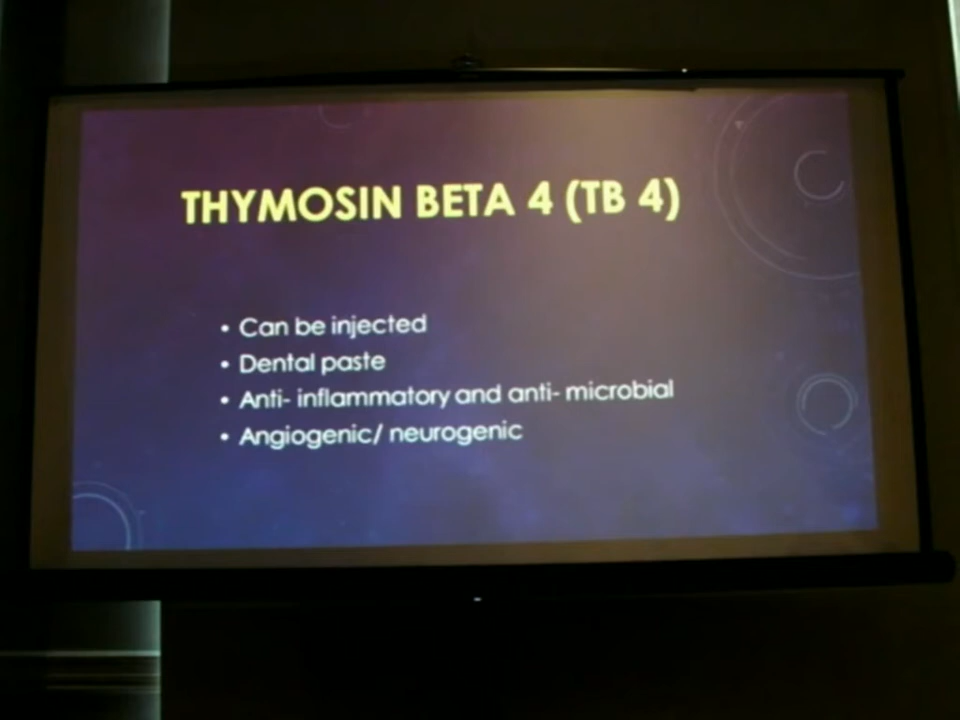 THYMOSIN BETA 4 (TB 4)
• Can be injected
• Dental paste
• Anti- inflammatory and anti- microbial
• Angiogenic/ neurogenic